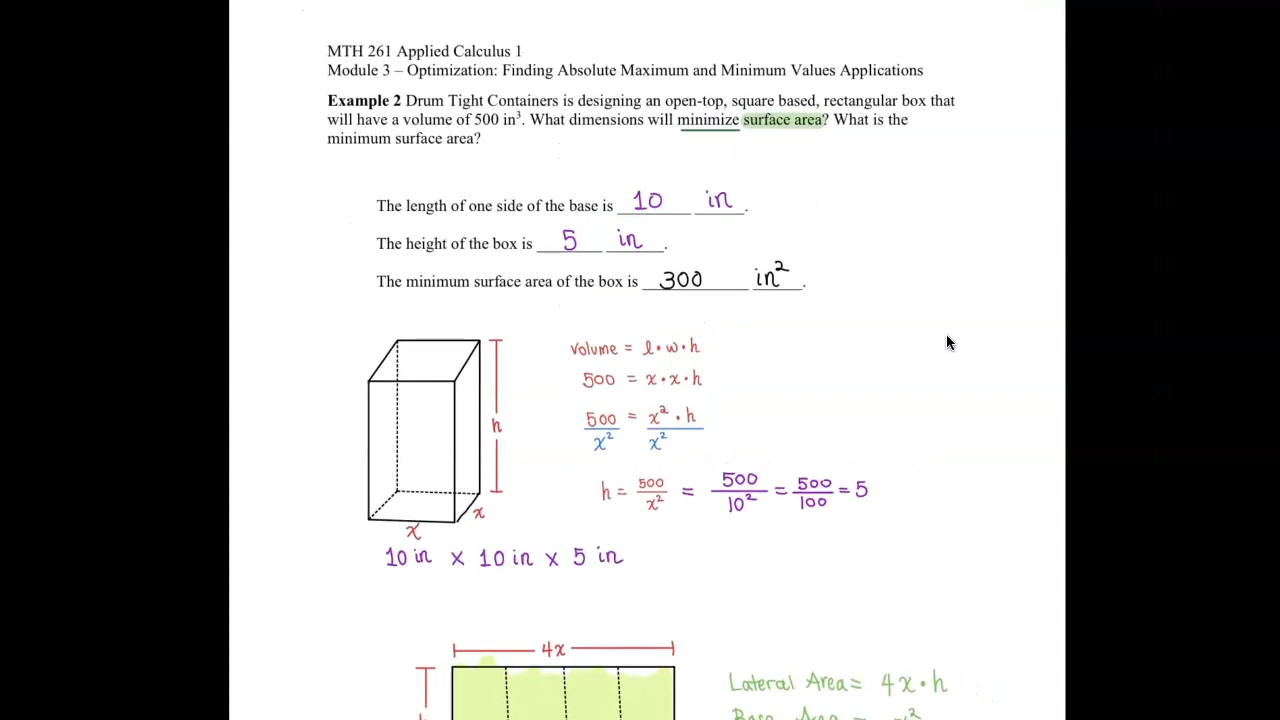 MTH 261 Applied Calculus 1
Module 3 – Optimization: Finding Absolute Maximum and Minimum Values Applications
Example 2 Drum Tight Containers is designing an open-top, square based, rectangular box that
will have a volume of 500 in³. What dimensions will minimize surface area? What is the
minimum surface area?
The length of one side of the base is 10 in.
The height of the box is 5 in.
The minimum surface area of the box is 300 in².
volume = l • w • h
500 = x • x • h
500/x² = x² • h/x²
h = 500/x² = 500/10² = 500/100 = 5
h
x
x
10 in x 10 in x 5 in
4x
Lateral Area = 4x • h
Base Area = x²